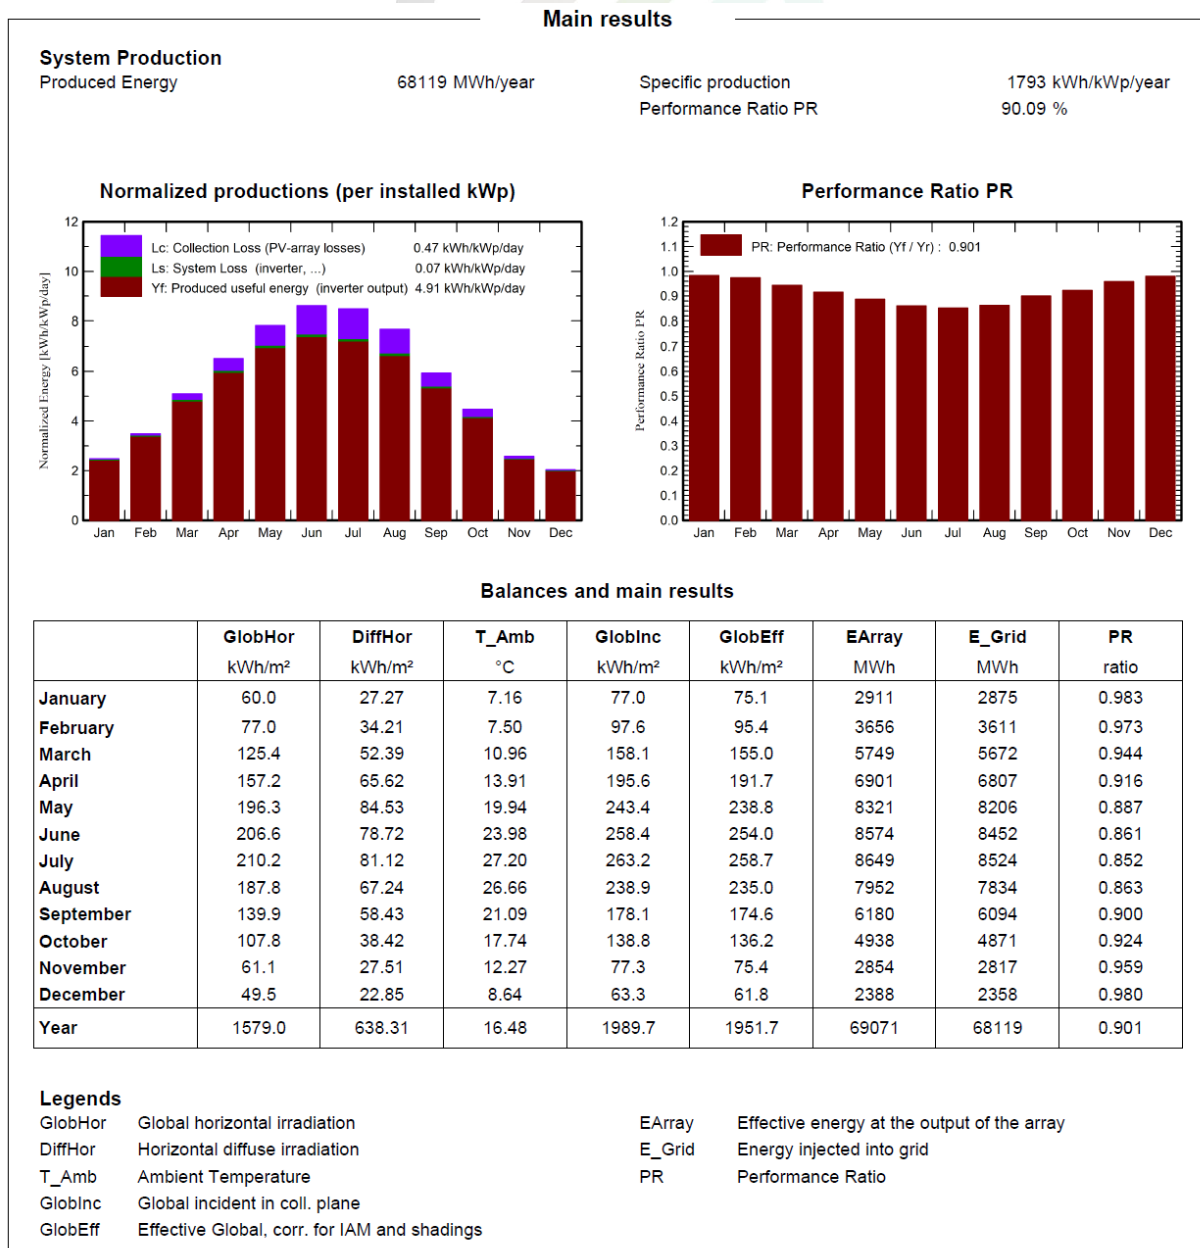 Main results
System Production
Produced Energy 68119 MWh/year Specific production 1793 kWh/kWp/year
Performance Ratio PR 90.09 %
Normalized productions (per installed kWp)
12
10
8
6
4
2
0
Normalized Energy [kWh/kWp/day]
Lc: Collection Loss (PV-array losses) 0.47 kWh/kWp/day
Ls: System Loss (inverter, ...) 0.07 kWh/kWp/day
Yf: Produced useful energy (inverter output) 4.91 kWh/kWp/day
Jan Feb Mar Apr May Jun Jul Aug Sep Oct Nov Dec
Performance Ratio PR
1.2
1.1
1.0
0.9
0.8
0.7
0.6
0.5
0.4
0.3
0.2
0.1
0.0
Performance Ratio PR
PR: Performance Ratio (Yf / Yr) : 0.901
Jan Feb Mar Apr May Jun Jul Aug Sep Oct Nov Dec
Balances and main results
GlobHor DiffHor T_Amb GlobInc GlobEff EArray E_Grid PR
kWh/m² kWh/m² °C kWh/m² kWh/m² MWh MWh ratio
January 60.0 27.27 7.16 77.0 75.1 2911 2875 0.983
February 77.0 34.21 7.50 97.6 95.4 3656 3611 0.973
March 125.4 52.39 10.96 158.1 155.0 5749 5672 0.944
April 157.2 65.62 13.91 195.6 191.7 6901 6807 0.916
May 196.3 84.53 19.94 243.4 238.8 8321 8206 0.887
June 206.6 78.72 23.98 258.4 254.0 8574 8452 0.861
July 210.2 81.12 27.20 263.2 258.7 8649 8524 0.852
August 187.8 67.24 26.66 238.9 235.0 7952 7834 0.863
September 139.9 58.43 21.09 178.1 174.6 6180 6094 0.900
October 107.8 38.42 17.74 138.8 136.2 4938 4871 0.924
November 61.1 27.51 12.27 77.3 75.4 2854 2817 0.959
December 49.5 22.85 8.64 63.3 61.8 2388 2358 0.980
Year 1579.0 638.31 16.48 1989.7 1951.7 69071 68119 0.901
Legends
GlobHor Global horizontal irradiation EArray Effective energy at the output of the array
DiffHor Horizontal diffuse irradiation E_Grid Energy injected into grid
T_Amb Ambient Temperature PR Performance Ratio
GlobInc Global incident in coll. plane
GlobEff Effective Global, corr. for IAM and shadings